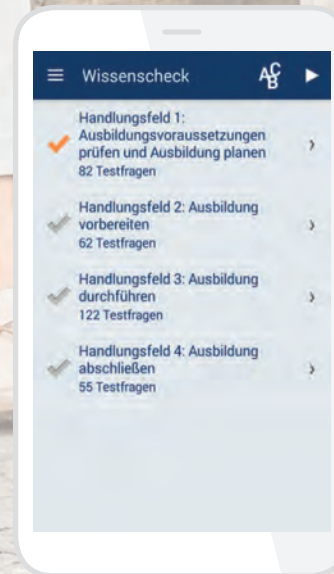 Wissenscheck
Handlungsfeld 1:
Ausbildungsvoraussetzungen
prüfen und Ausbildung planen
82 Testfragen
Handlungsfeld 2: Ausbildung
vorbereiten
62 Testfragen
Handlungsfeld 3: Ausbildung
durchführen
122 Testfragen
Handlungsfeld 4: Ausbildung
abschließen
55 Testfragen